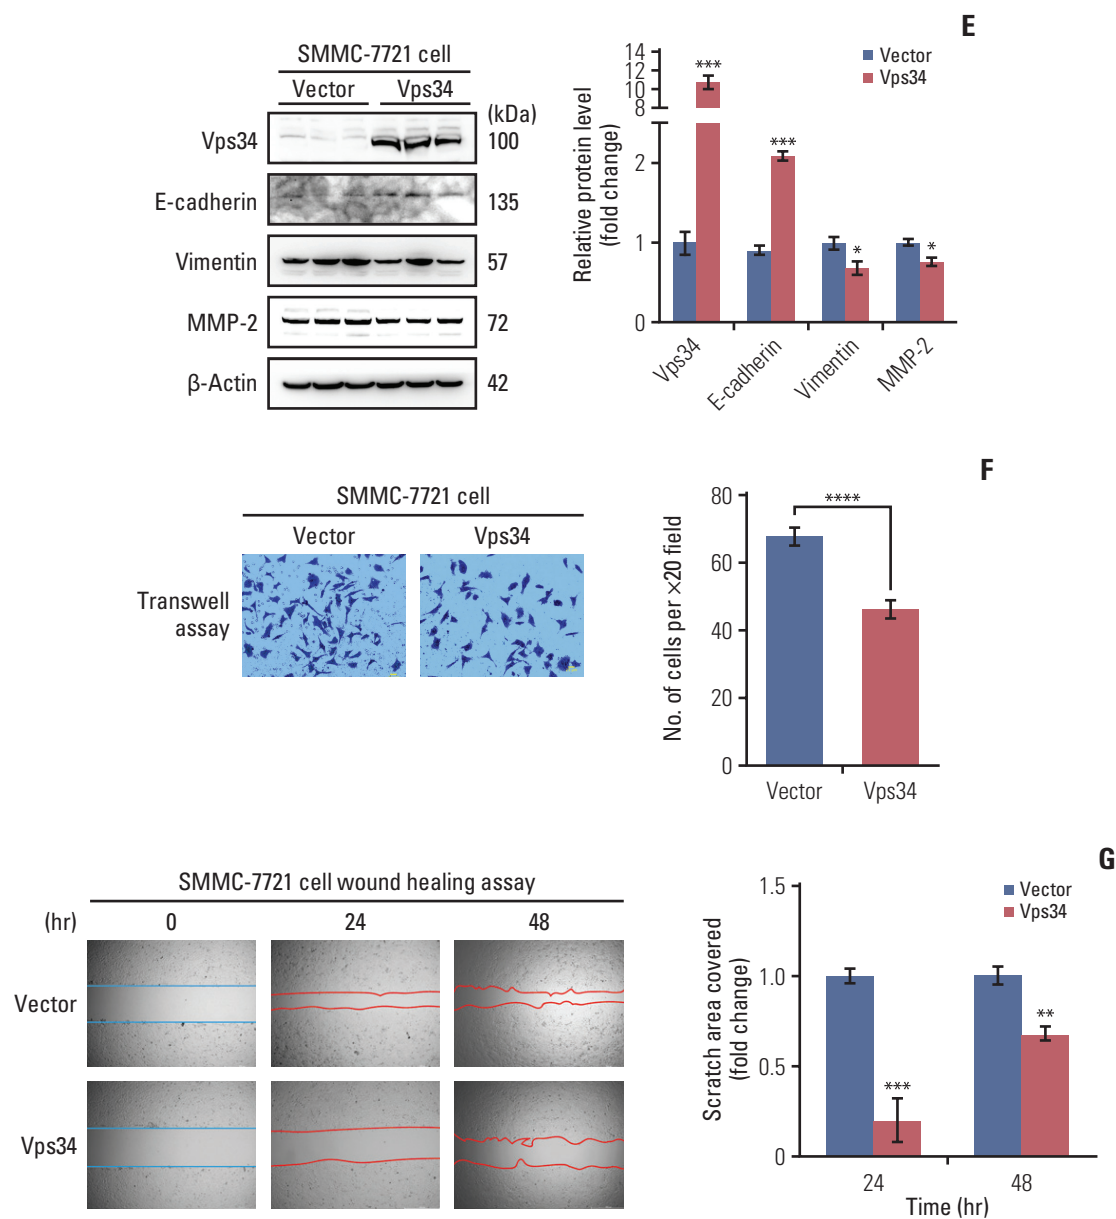 E
SMMC-7721 cell
Vector Vps34
(kDa)
Vps34 100
E-cadherin 135
Vimentin 57
MMP-2 72
β-Actin 42
Relative protein level
(fold change)
14
12
10
8
2
1
0
***
***
*
*
Vector
Vps34
Vps34 E-cadherin Vimentin MMP-2
F
SMMC-7721 cell
Vector Vps34
Transwell
assay
No. of cells per ×20 field
80
60
40
20
0
****
Vector Vps34
G
SMMC-7721 cell wound healing assay
(hr) 0 24 48
Vector
Vps34
Scratch area covered
(fold change)
1.5
1.0
0.5
0
***
**
Vector
Vps34
24 48
Time (hr)